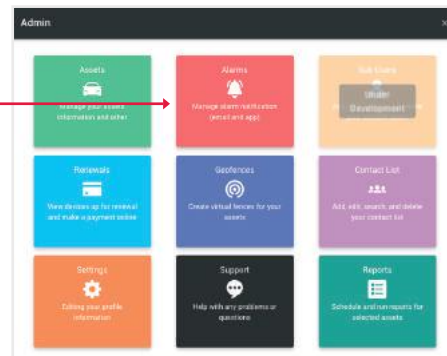 Admin
×
Assets
Manage your assets
information and other
Alarms
Manage alarm notification
(email and app)
Sub Users
Under
Development
Renewals
View devices up for renewal
and make a payment online
Geofences
Create virtual fences for your
assets
Contact List
Add, edit, search, and delete
your contact list
Settings
Editing your profile
information
Support
Help with any problems or
questions
Reports
Schedule and run reports for
selected assets